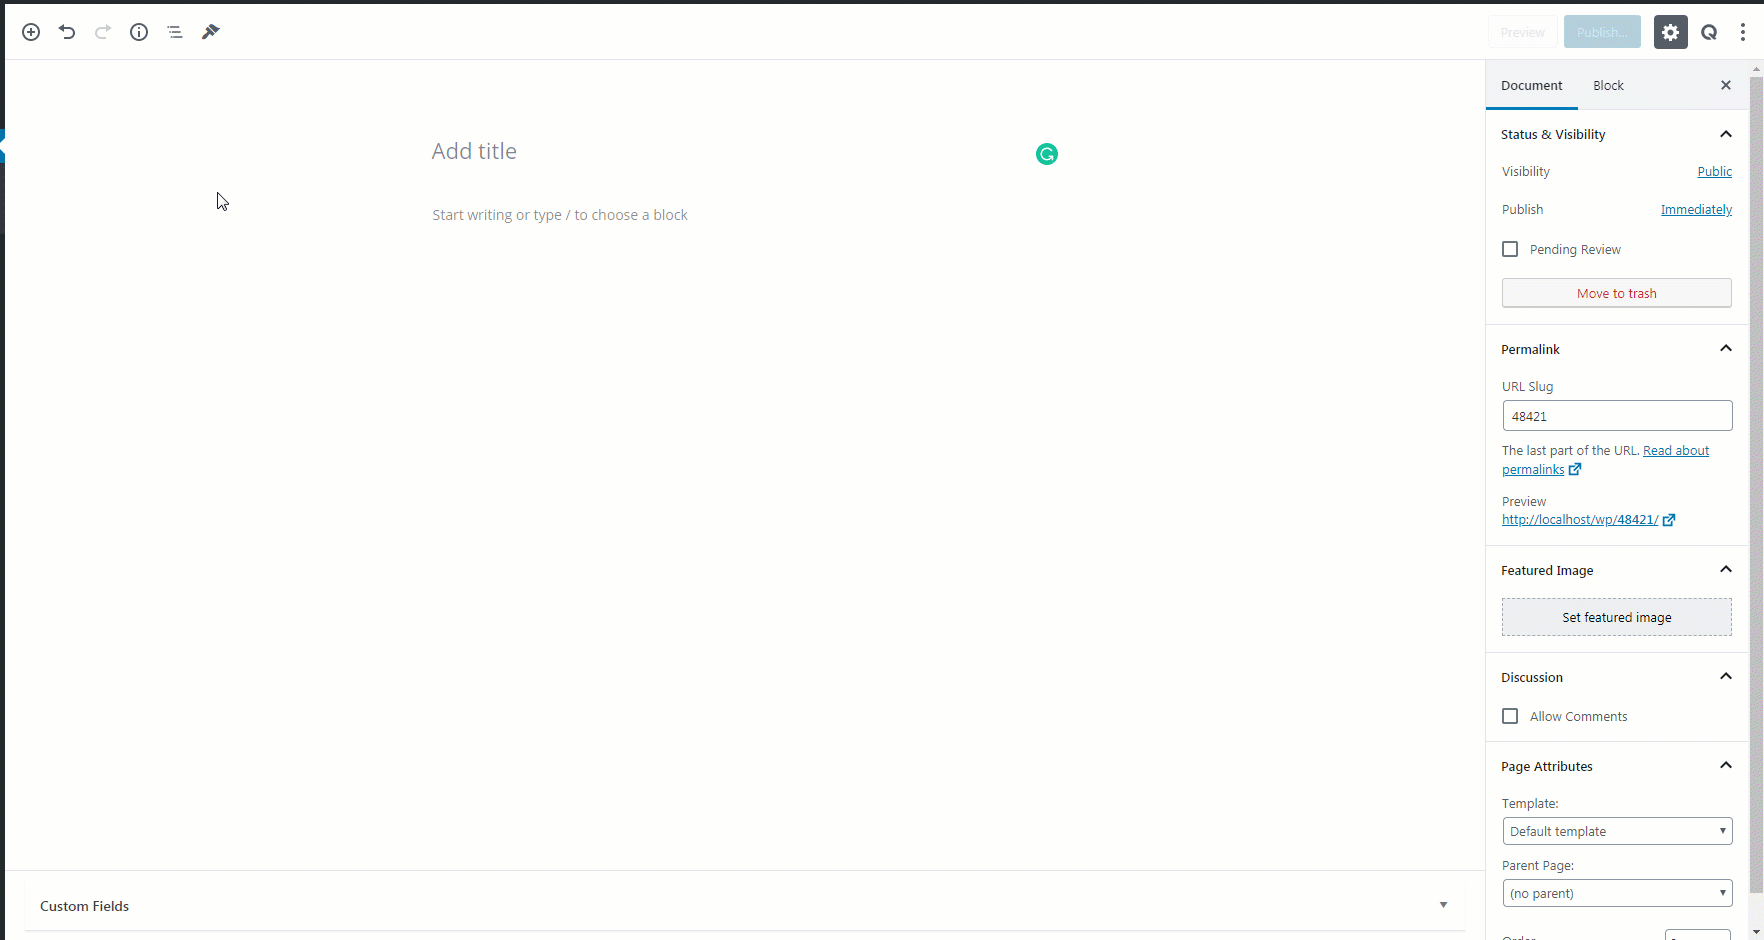 Preview
Publish...
Document
Block
Add title
Start writing or type / to choose a block
Status & Visibility
Visibility
Public
Publish
Immediately
Pending Review
Move to trash
Permalink
URL Slug
48421
The last part of the URL. Read about
permalinks
Preview
http://localhost/wp/48421/
Featured Image
Set featured image
Discussion
Allow Comments
Page Attributes
Template:
Default template
Parent Page:
(no parent)
Custom Fields